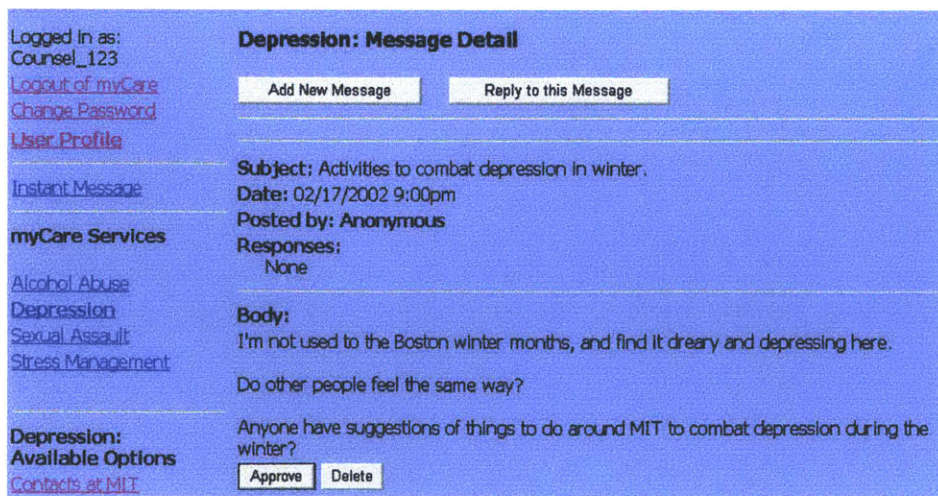 Logged in as:
Counsel_123
Logout of myCare
Change Password
User Profile
Instant Message
myCare Services
Alcohol Abuse
Depression
Sexual Assault
Stress Management
Depression:
Available Options
Contacts at MIT
Depression: Message Detail
Add New Message
Reply to this Message
Subject: Activities to combat depression in winter.
Date: 02/17/2002 9:00pm
Posted by: Anonymous
Responses:
None
Body:
I'm not used to the Boston winter months, and find it dreary and depressing here.
Do other people feel the same way?
Anyone have suggestions of things to do around MIT to combat depression during the
winter?
Approve
Delete